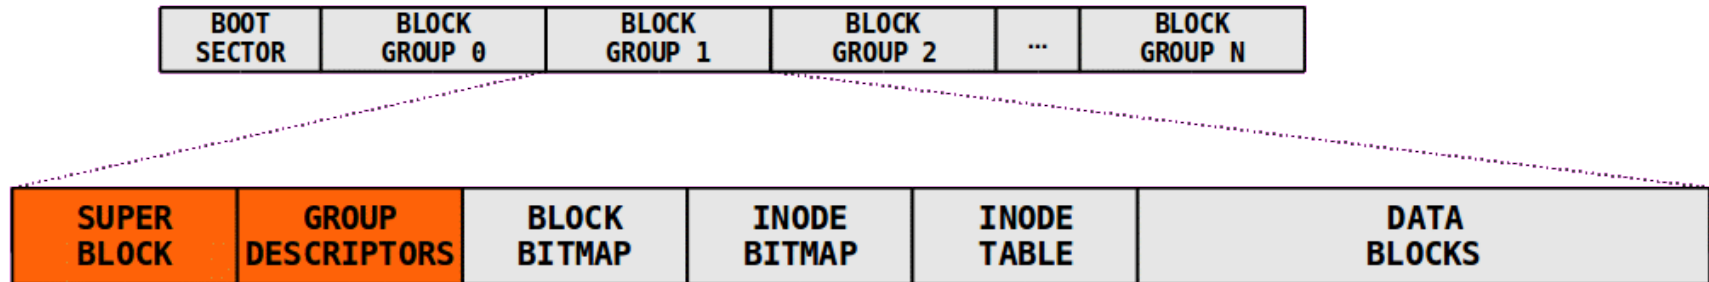 BOOT
SECTOR
BLOCK
GROUP 0
BLOCK
GROUP 1
BLOCK
GROUP 2
...
BLOCK
GROUP N
SUPER
BLOCK
GROUP
DESCRIPTORS
BLOCK
BITMAP
INODE
BITMAP
INODE
TABLE
DATA
BLOCKS